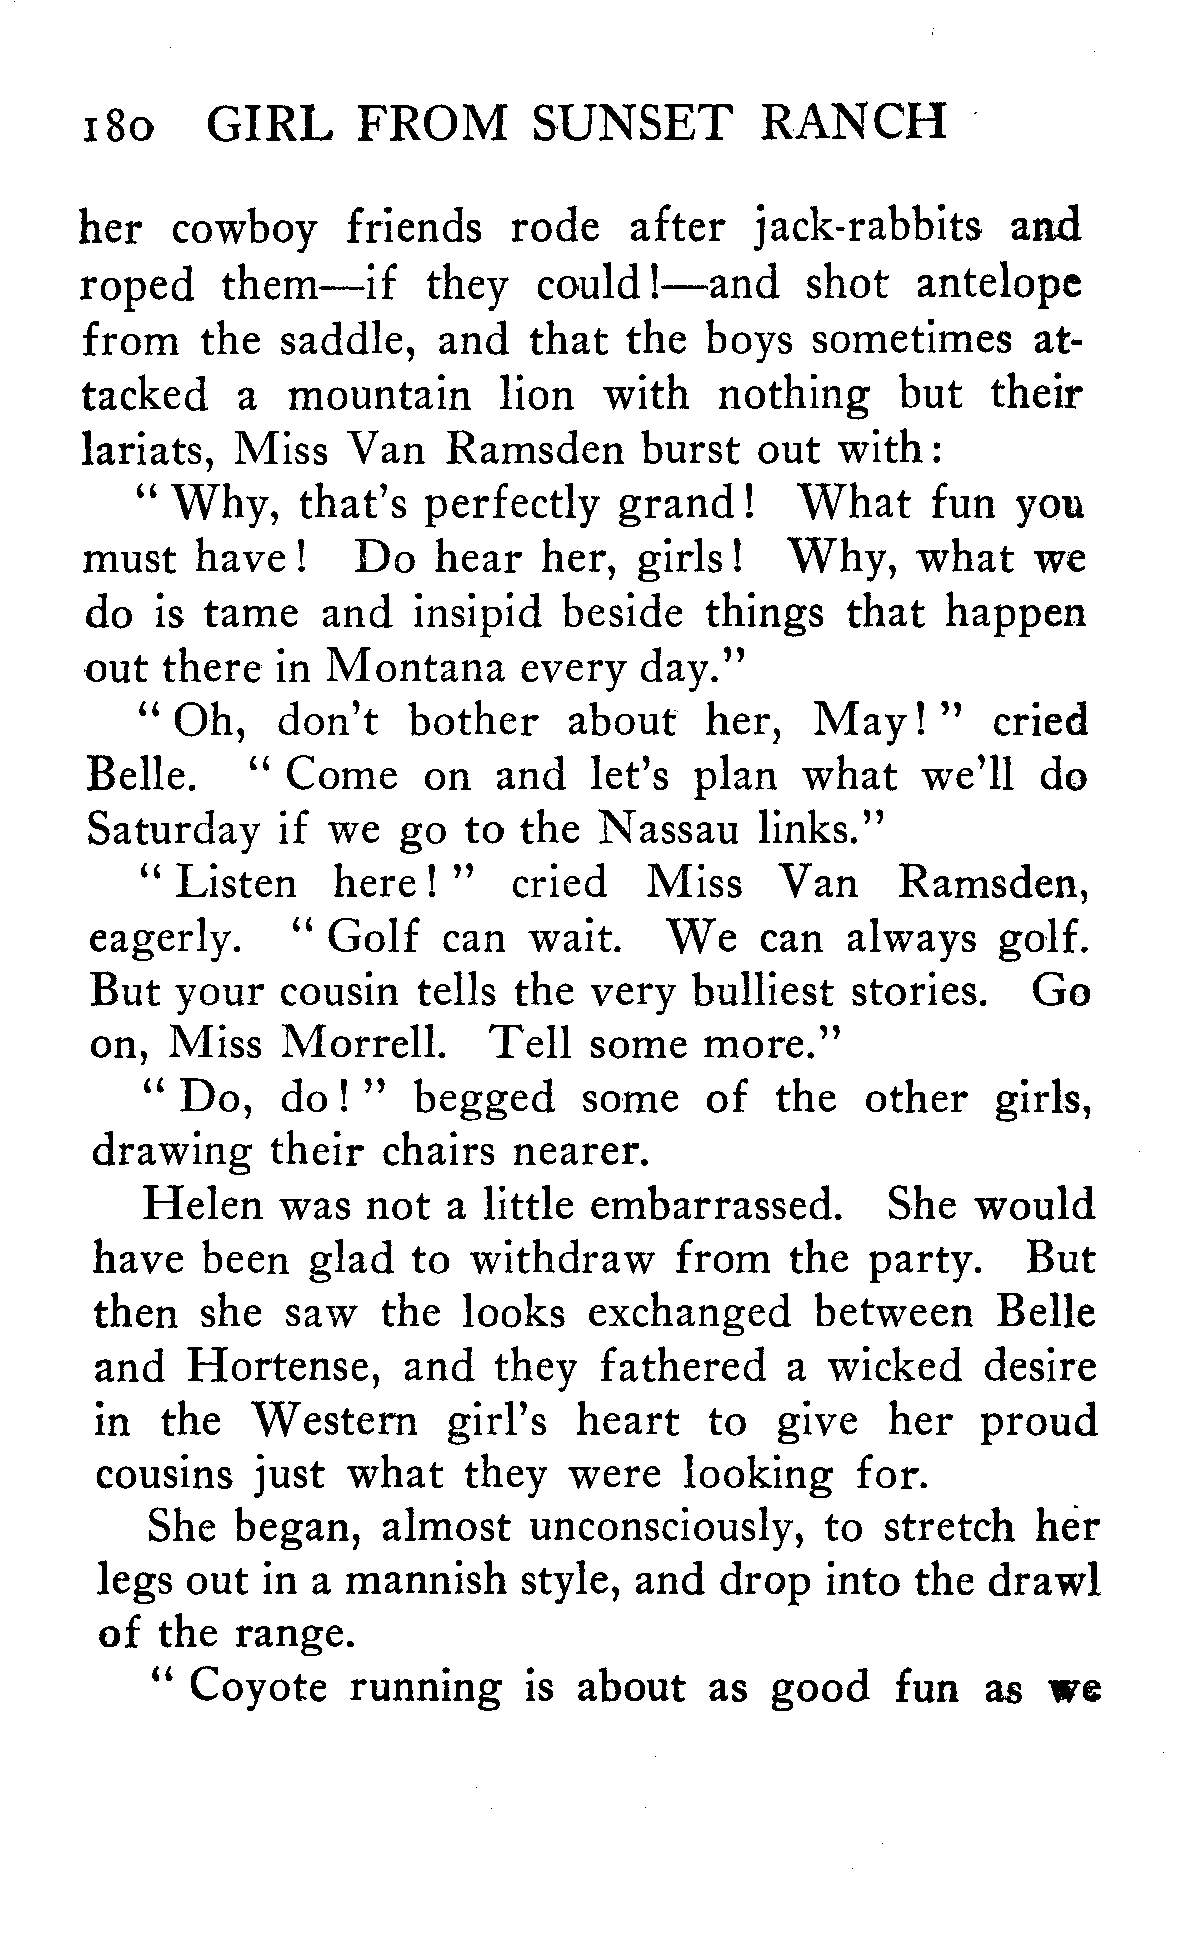 180 GIRL FROM SUNSET RANCH
her cowboy friends rode after jack-rabbits and
roped them—if they could!—and shot antelope
from the saddle, and that the boys sometimes at-
tacked a mountain lion with nothing but their
lariats, Miss Van Ramsden burst out with:
" Why, that's perfectly grand! What fun you
must have! Do hear her, girls! Why, what we
do is tame and insipid beside things that happen
out there in Montana every day."
" Oh, don't bother about her, May! " cried
Belle. " Come on and let's plan what we'll do
Saturday if we go to the Nassau links."
" Listen here! " cried Miss Van Ramsden,
eagerly. " Golf can wait. We can always golf.
But your cousin tells the very bulliest stories. Go
on, Miss Morrell. Tell some more."
" Do, do! " begged some of the other girls,
drawing their chairs nearer.
Helen was not a little embarrassed. She would
have been glad to withdraw from the party. But
then she saw the looks exchanged between Belle
and Hortense, and they fathered a wicked desire
in the Western girl's heart to give her proud
cousins just what they were looking for.
She began, almost unconsciously, to stretch her
legs out in a mannish style, and drop into the drawl
of the range.
" Coyote running is about as good fun as we